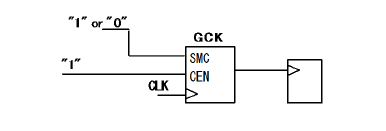 "1" or "0"
GCK
"1"
SMC
CEN
CLK